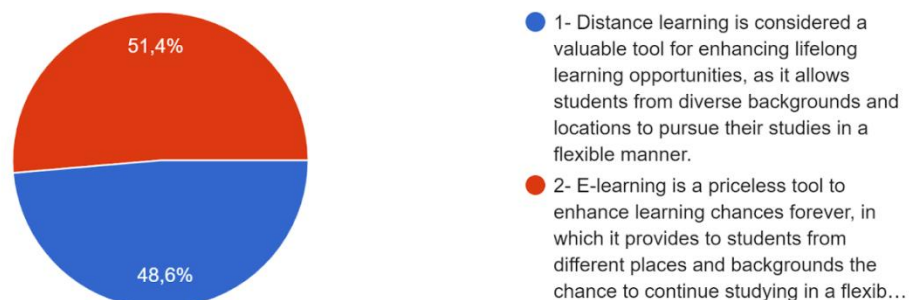 51,4%
48,6%
1- Distance learning is considered a
valuable tool for enhancing lifelong
learning opportunities, as it allows
students from diverse backgrounds and
locations to pursue their studies in a
flexible manner.
2- E-learning is a priceless tool to
enhance learning chances forever, in
which it provides to students from
different places and backgrounds the
chance to continue studying in a flexib…